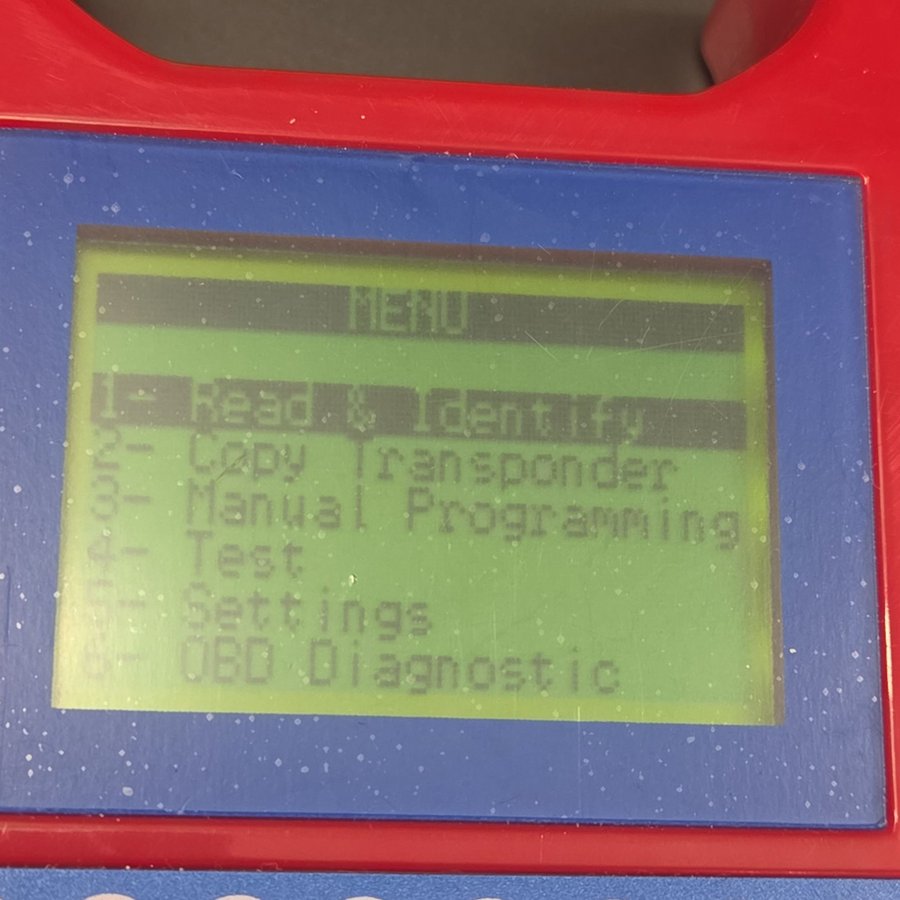 MENU
1- Read & Identify
2- Copy Transponder
3- Manual Programming
4- Test
5- Settings
6- OBD Diagnostic